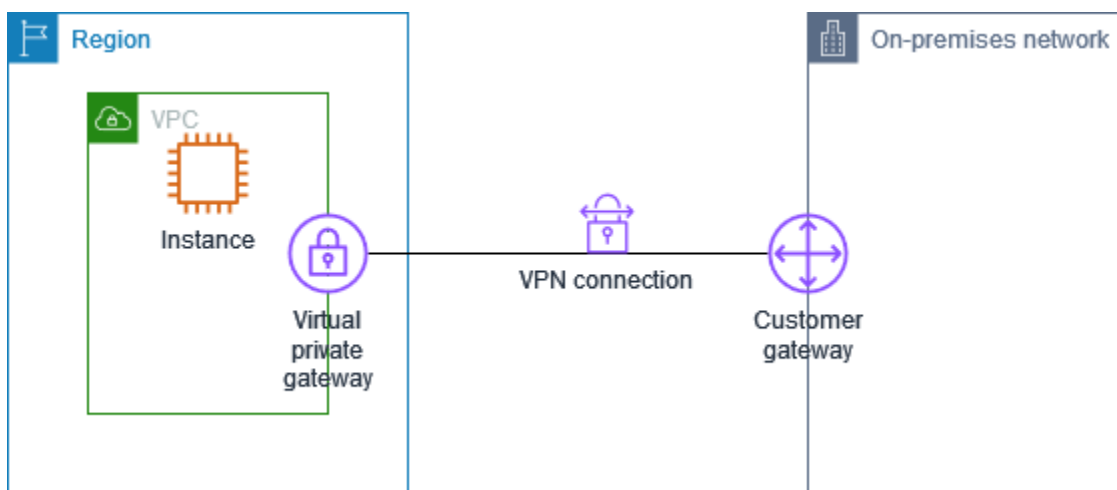 Region
On-premises network
VPC
Instance
VPN connection
Virtual
private
gateway
Customer
gateway